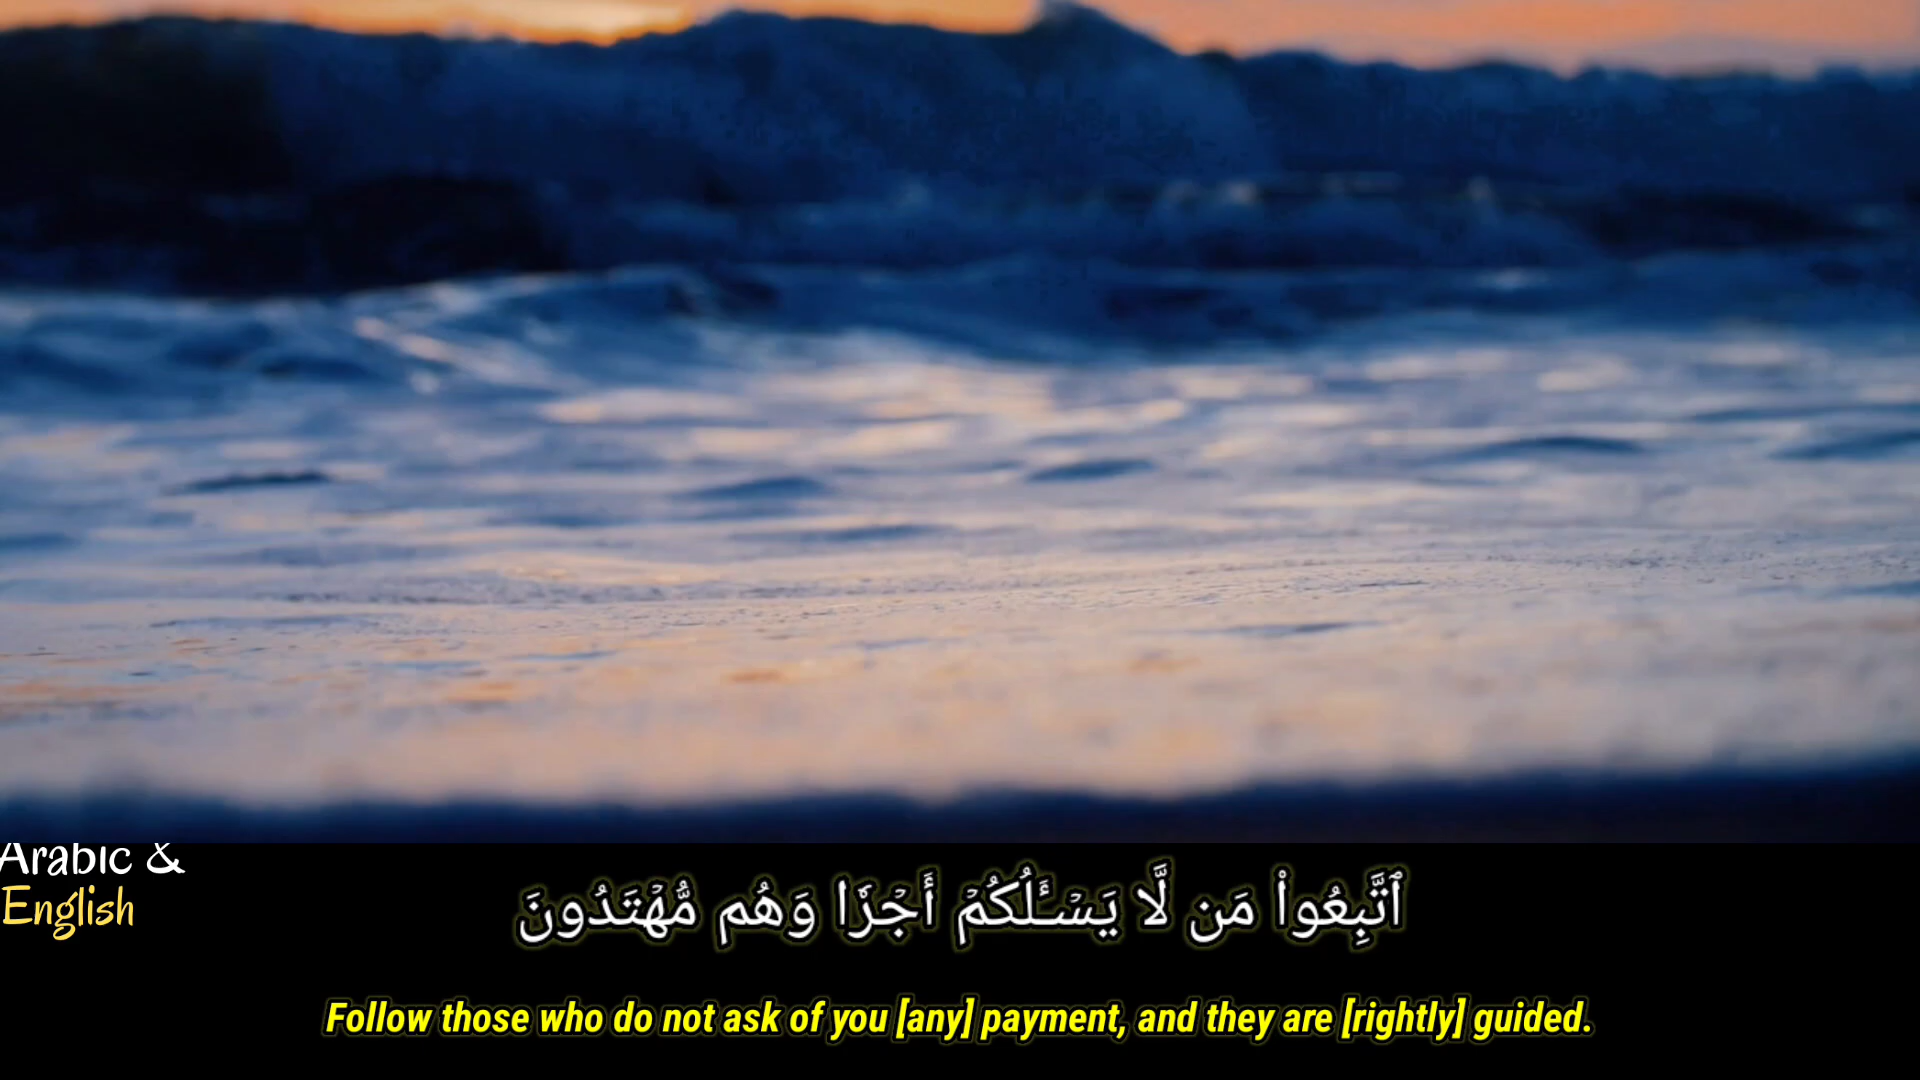 Arabic &
English
ٱتَّبِعُوا۟ مَن لَّا يَسْـَٔلُكُمْ أَجْرًا وَهُم مُّهْتَدُونَ
Follow those who do not ask of you [any] payment, and they are [rightly] guided.